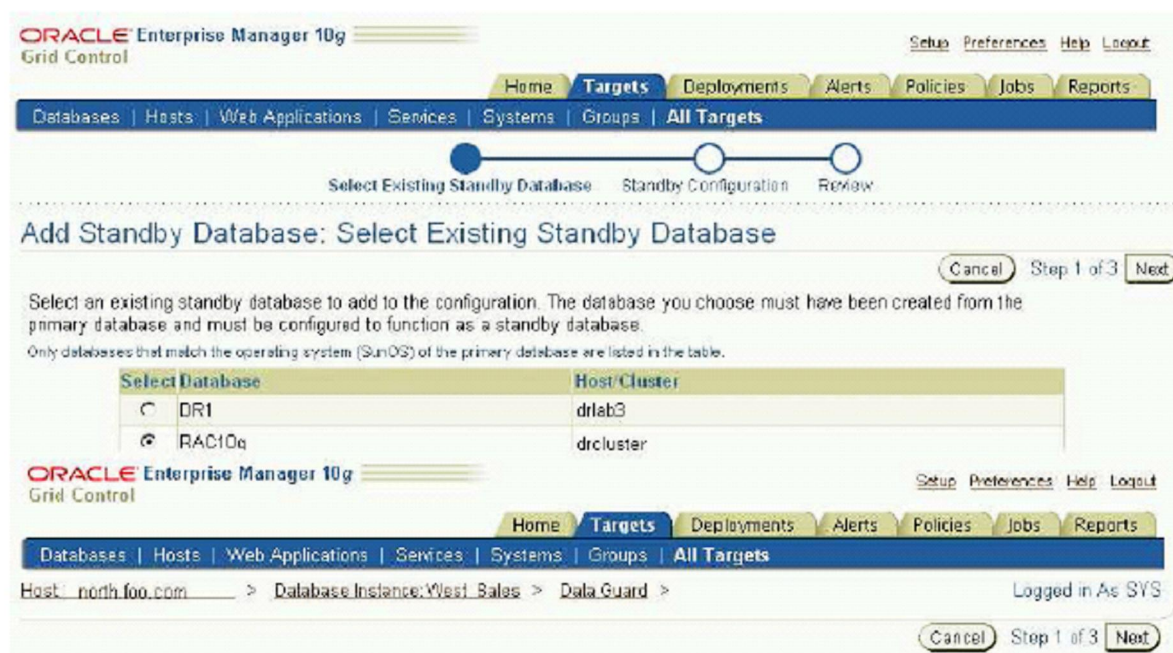 ORACLE Enterprise Manager 10g
Grid Control
Setup Preferences Help Logout
Home Targets Deployments Alerts Policies Jobs Reports
Databases | Hosts | Web Applications | Services | Systems | Groups | All Targets
Select Existing Standby Database Standby Configuration Review
Add Standby Database: Select Existing Standby Database
Cancel Step 1 of 3 Next
Select an existing standby database to add to the configuration. The database you choose must have been created from the
primary database and must be configured to function as a standby database.
Only databases that match the operating system (SunOS) of the primary database are listed in the table.
Select Database Host/Cluster
DR1 drlab3
RAC10g drcluster
ORACLE Enterprise Manager 10g
Grid Control
Setup Preferences Help Logout
Home Targets Deployments Alerts Policies Jobs Reports
Databases | Hosts | Web Applications | Services | Systems | Groups | All Targets
Host: north.foo.com > Database Instance: West_Sales > Data Guard > Logged in As SYS
Cancel Step 1 of 3 Next